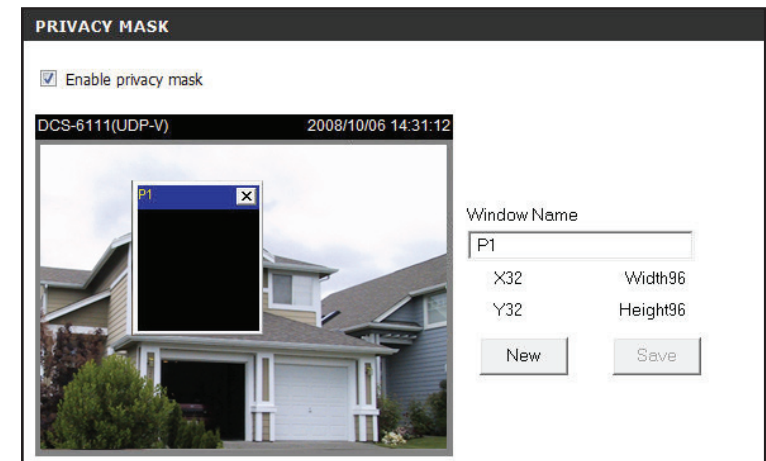 PRIVACY MASK
Enable privacy mask
DCS-6111(UDP-V) 2008/10/06 14:31:12
P1
Window Name
P1
X32 Width96
Y32 Height96
New Save